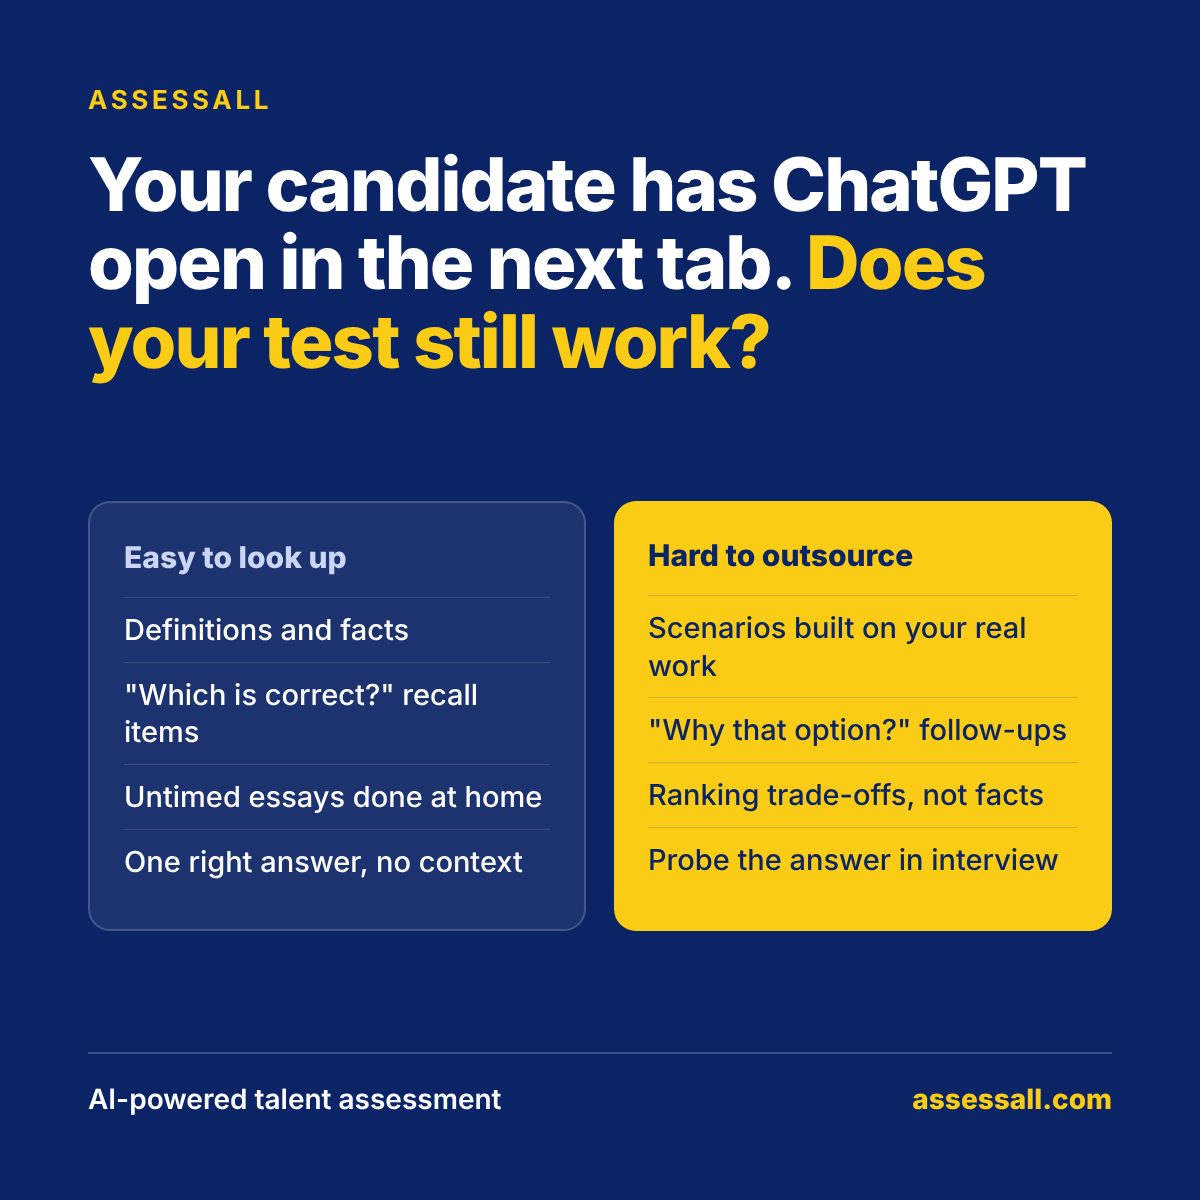 ASSESSALL
Your candidate has ChatGPT
open in the next tab. Does
your test still work?
Easy to look up
Definitions and facts
"Which is correct?" recall
items
Untimed essays done at home
One right answer, no context
Hard to outsource
Scenarios built on your real
work
"Why that option?" follow-ups
Ranking trade-offs, not facts
Probe the answer in interview
AI-powered talent assessment
assessall.com